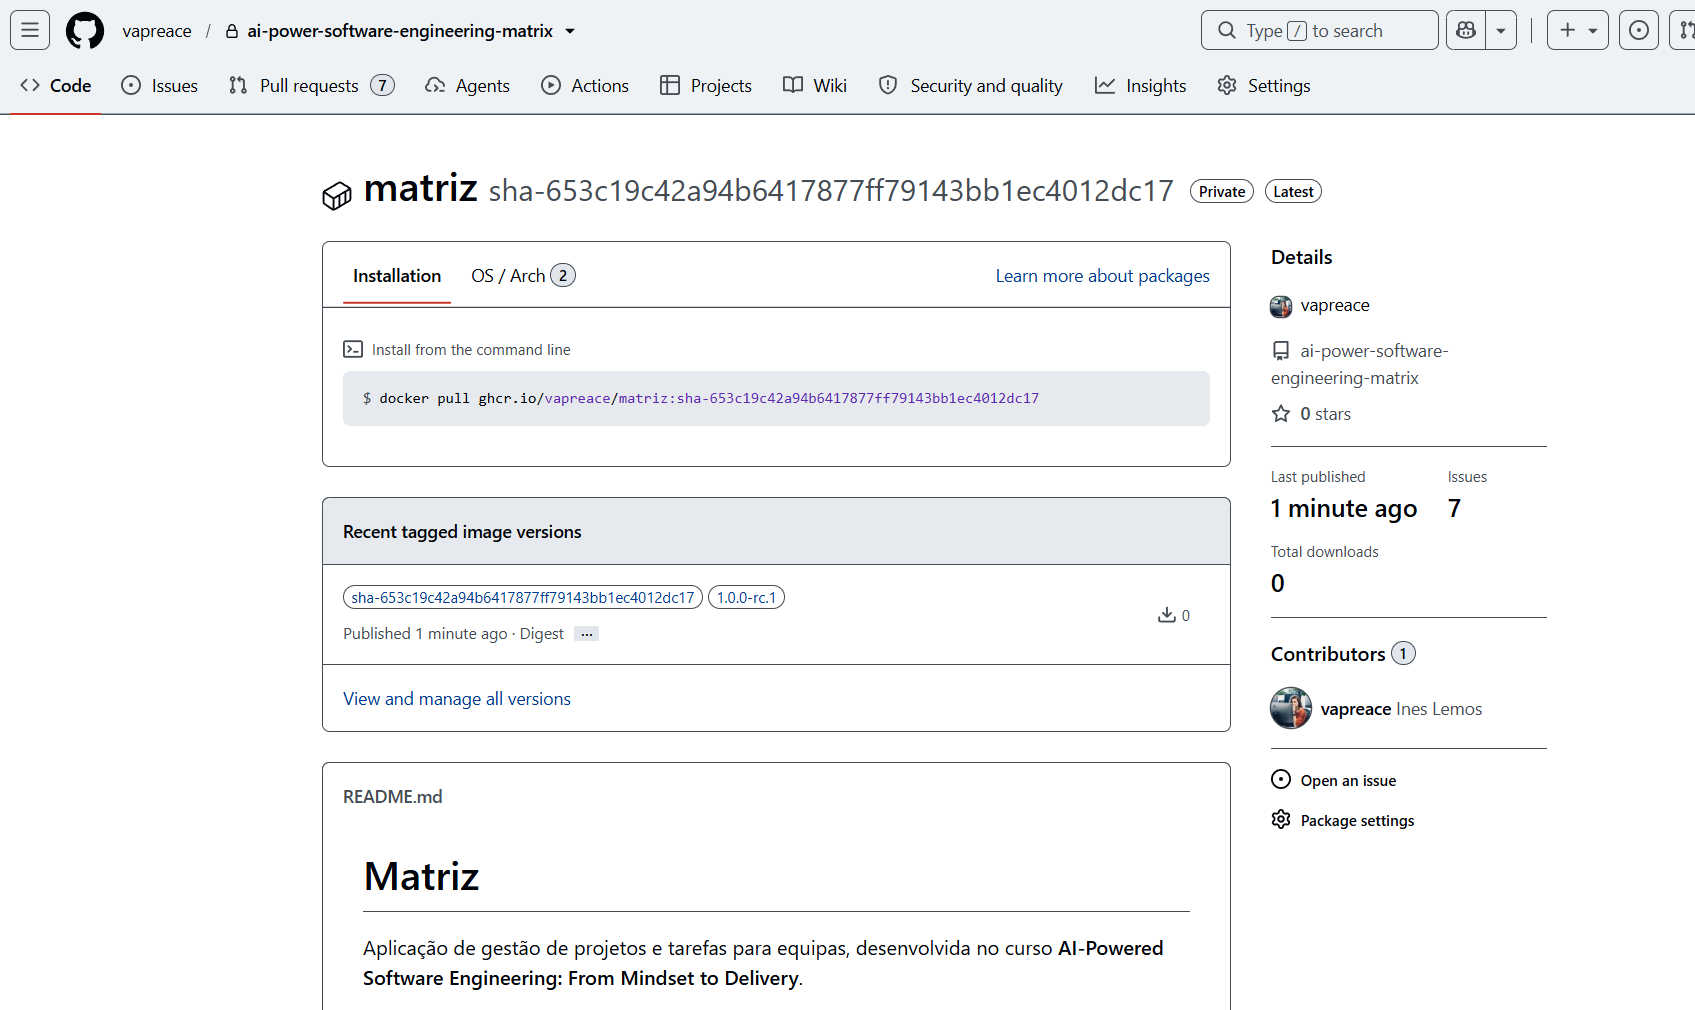 vapreace / ai-power-software-engineering-matrix
Type / to search
Code
Issues
Pull requests 7
Agents
Actions
Projects
Wiki
Security and quality
Insights
Settings
matriz sha-653c19c42a94b6417877ff79143bb1ec4012dc17 Private Latest
Installation
OS / Arch 2
Learn more about packages
Install from the command line
$ docker pull ghcr.io/vapreace/matriz:sha-653c19c42a94b6417877ff79143bb1ec4012dc17
Recent tagged image versions
sha-653c19c42a94b6417877ff79143bb1ec4012dc17 1.0.0-rc.1
Published 1 minute ago · Digest ...
0
View and manage all versions
README.md
Matriz
Aplicação de gestão de projetos e tarefas para equipas, desenvolvida no curso AI-Powered
Software Engineering: From Mindset to Delivery.
Details
vapreace
ai-power-software-
engineering-matrix
0 stars
Last published
1 minute ago
Issues
7
Total downloads
0
Contributors 1
vapreace Ines Lemos
Open an issue
Package settings